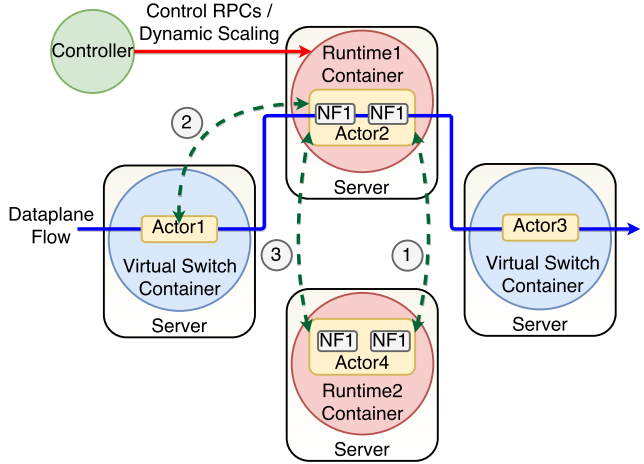 Control RPCs /
Dynamic Scaling
Controller
Runtime1
Container
NF1 NF1
Actor2
Server
2
Dataplane
Flow
Actor1
Virtual Switch
Container
Server
3
1
Actor3
Virtual Switch
Container
Server
NF1 NF1
Actor4
Runtime2
Container
Server